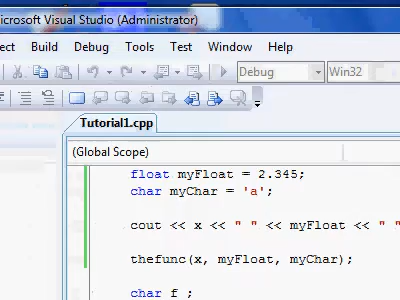 icrosoft Visual Studio (Administrator)
ect Build Debug Tools Test Window Help
Debug Win32
Tutorial1.cpp
(Global Scope)
float myFloat = 2.345;
char myChar = 'a';
cout << x << " " << myFloat << " "
thefunc(x, myFloat, myChar);
char f ;